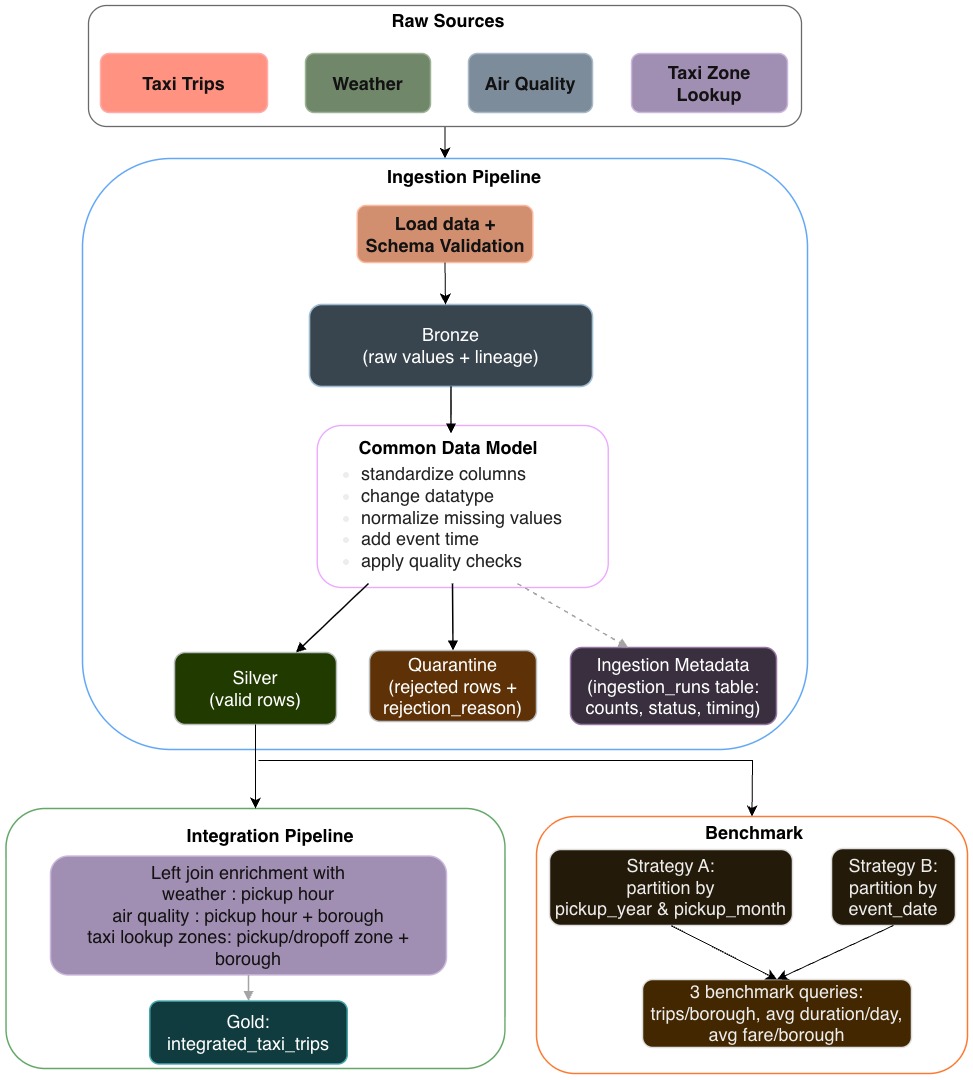 Raw Sources
Taxi Trips
Weather
Air Quality
Taxi Zone
Lookup
Ingestion Pipeline
Load data +
Schema Validation
Bronze
(raw values + lineage)
Common Data Model
standardize columns
change datatype
normalize missing values
add event time
apply quality checks
Silver
(valid rows)
Quarantine
(rejected rows +
rejection_reason)
Ingestion Metadata
(ingestion_runs table:
counts, status, timing)
Integration Pipeline
Left join enrichment with
weather : pickup hour
air quality : pickup hour + borough
taxi lookup zones: pickup/dropoff zone +
borough
Gold:
integrated_taxi_trips
Benchmark
Strategy A:
partition by
pickup_year & pickup_month
Strategy B:
partition by
event_date
3 benchmark queries:
trips/borough, avg duration/day,
avg fare/borough